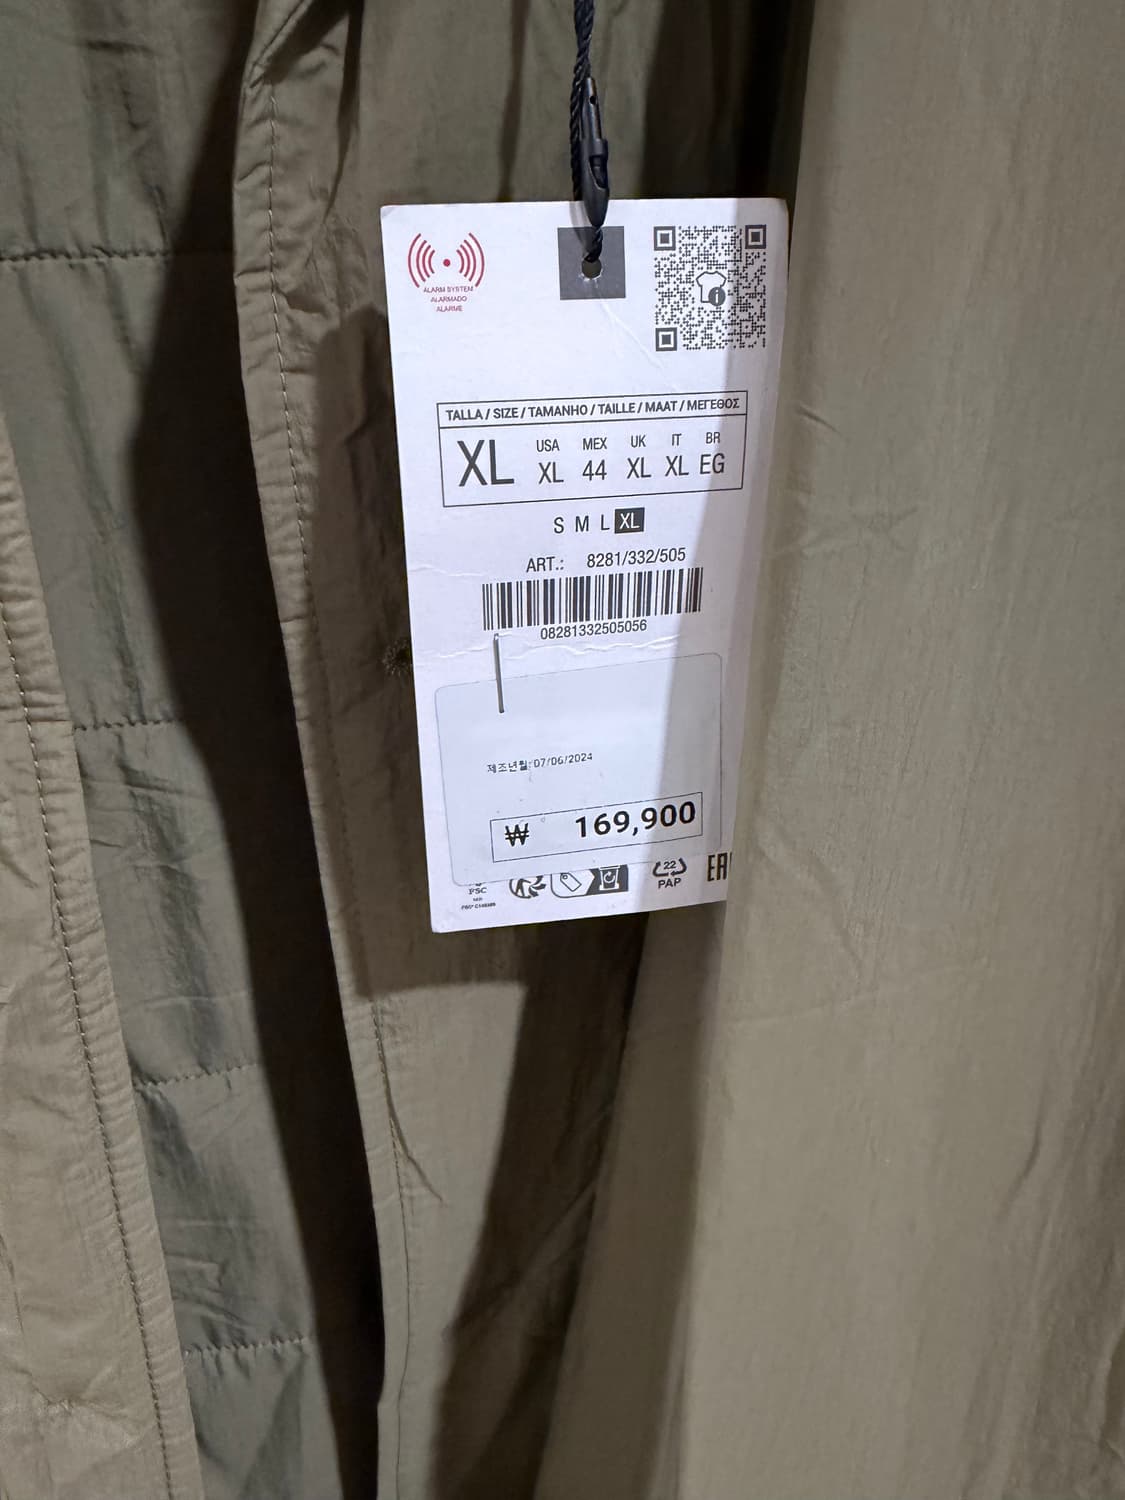 ALARM SYSTEM
ALARMADO
ALARME
TALLA / SIZE / TAMANHO / TAILLE / MAAT / ΜΕΓΕΘΟΣ
XL
USA MEX UK IT BR
XL 44 XL XL EG
S M L XL
ART.: 8281/332/505
08281332505056
제조년월: 07/06/2024
₩ 169,900
FSC
MIX
22
PAP